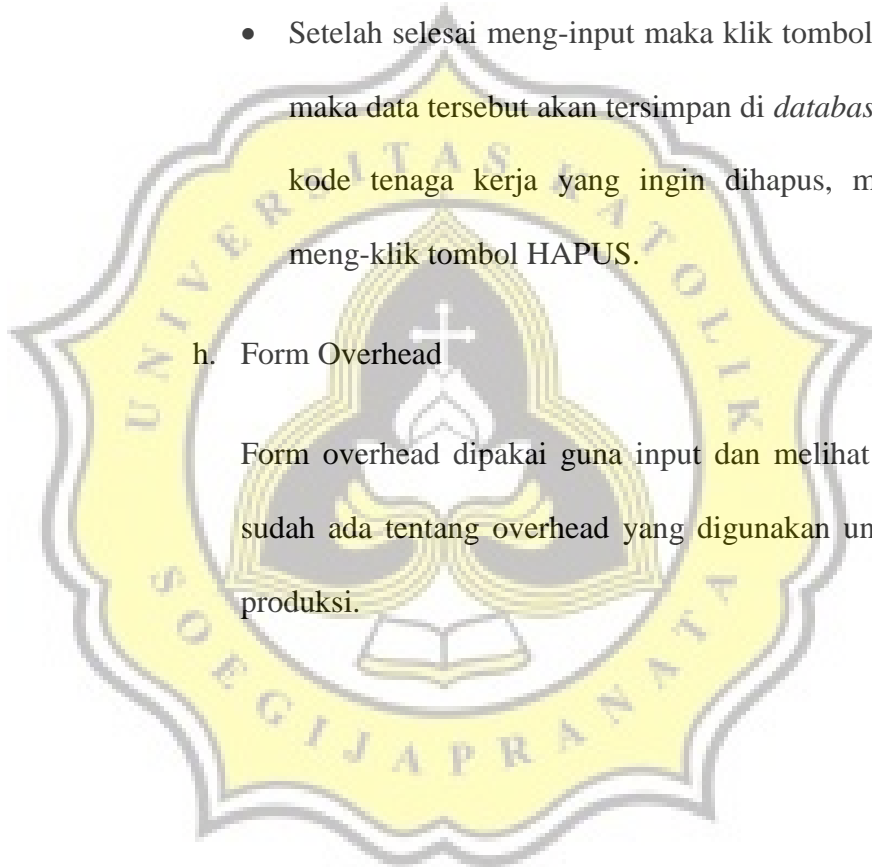 • Setelah selesai meng-input maka klik tombol
maka data tersebut akan tersimpan di databas
kode tenaga kerja yang ingin dihapus, m
meng-klik tombol HAPUS.
h. Form Overhead
Form overhead dipakai guna input dan melihat
sudah ada tentang overhead yang digunakan un
produksi.
UNIVERSITAS KATOLIK
SOEGIJAPRANATA